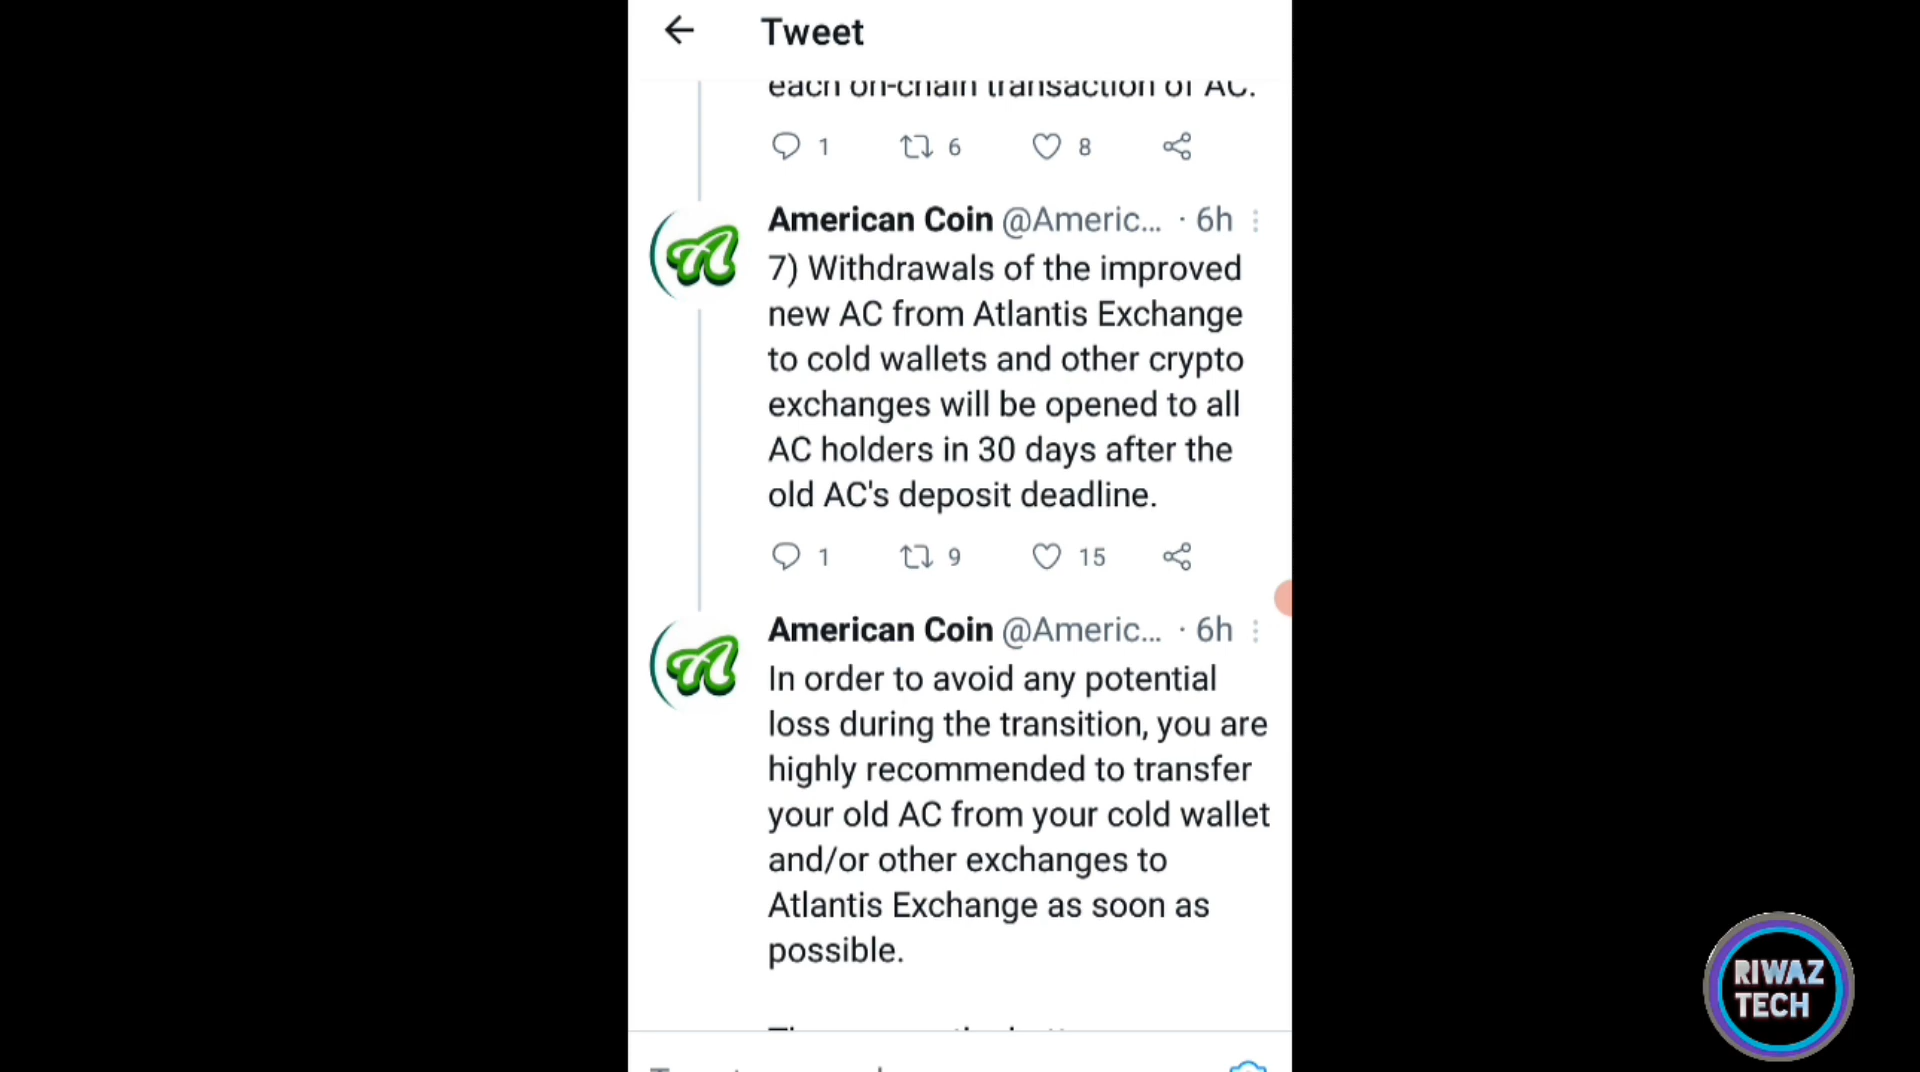 Tweet
each on-chain transaction of AC.
1 6 8
American Coin @Americ... · 6h
7) Withdrawals of the improved
new AC from Atlantis Exchange
to cold wallets and other crypto
exchanges will be opened to all
AC holders in 30 days after the
old AC's deposit deadline.
1 9 15
American Coin @Americ... · 6h
In order to avoid any potential
loss during the transition, you are
highly recommended to transfer
your old AC from your cold wallet
and/or other exchanges to
Atlantis Exchange as soon as
possible.
RIWAZ
TECH